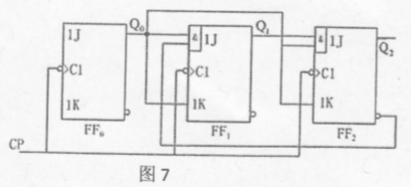 1J Q₀ & 1J Q₁ & 1J Q₂
C1 C1 C1
1K 1K 1K
FF₀ FF₁ FF₂
CP
图7